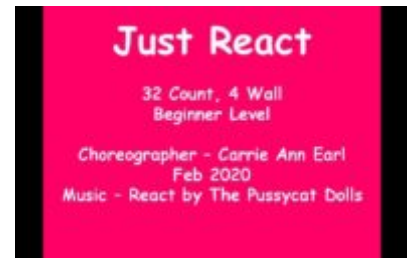 Just React
32 Count, 4 Wall
Beginner Level
Choreographer - Carrie Ann Earl
Feb 2020
Music - React by The Pussycat Dolls